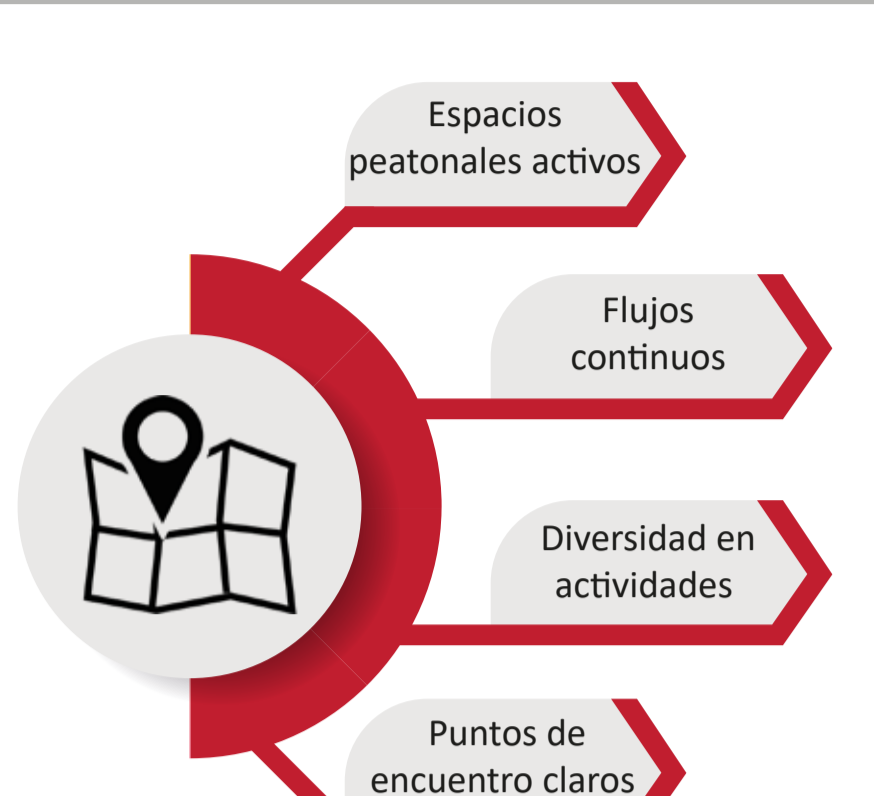 Espacios
peatonales activos
Flujos
continuos
Diversidad en
actividades
Puntos de
encuentro claros